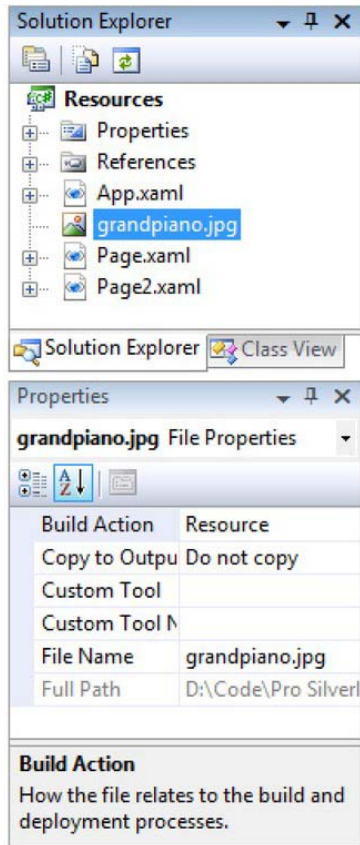 Solution Explorer
Resources
Properties
References
App.xaml
grandpiano.jpg
Page.xaml
Page2.xaml
Solution Explorer Class View
Properties
grandpiano.jpg File Properties
Build Action Resource
Copy to Outpu Do not copy
Custom Tool
Custom Tool N
File Name grandpiano.jpg
Full Path D:\Code\Pro Silverl
Build Action
How the file relates to the build and
deployment processes.